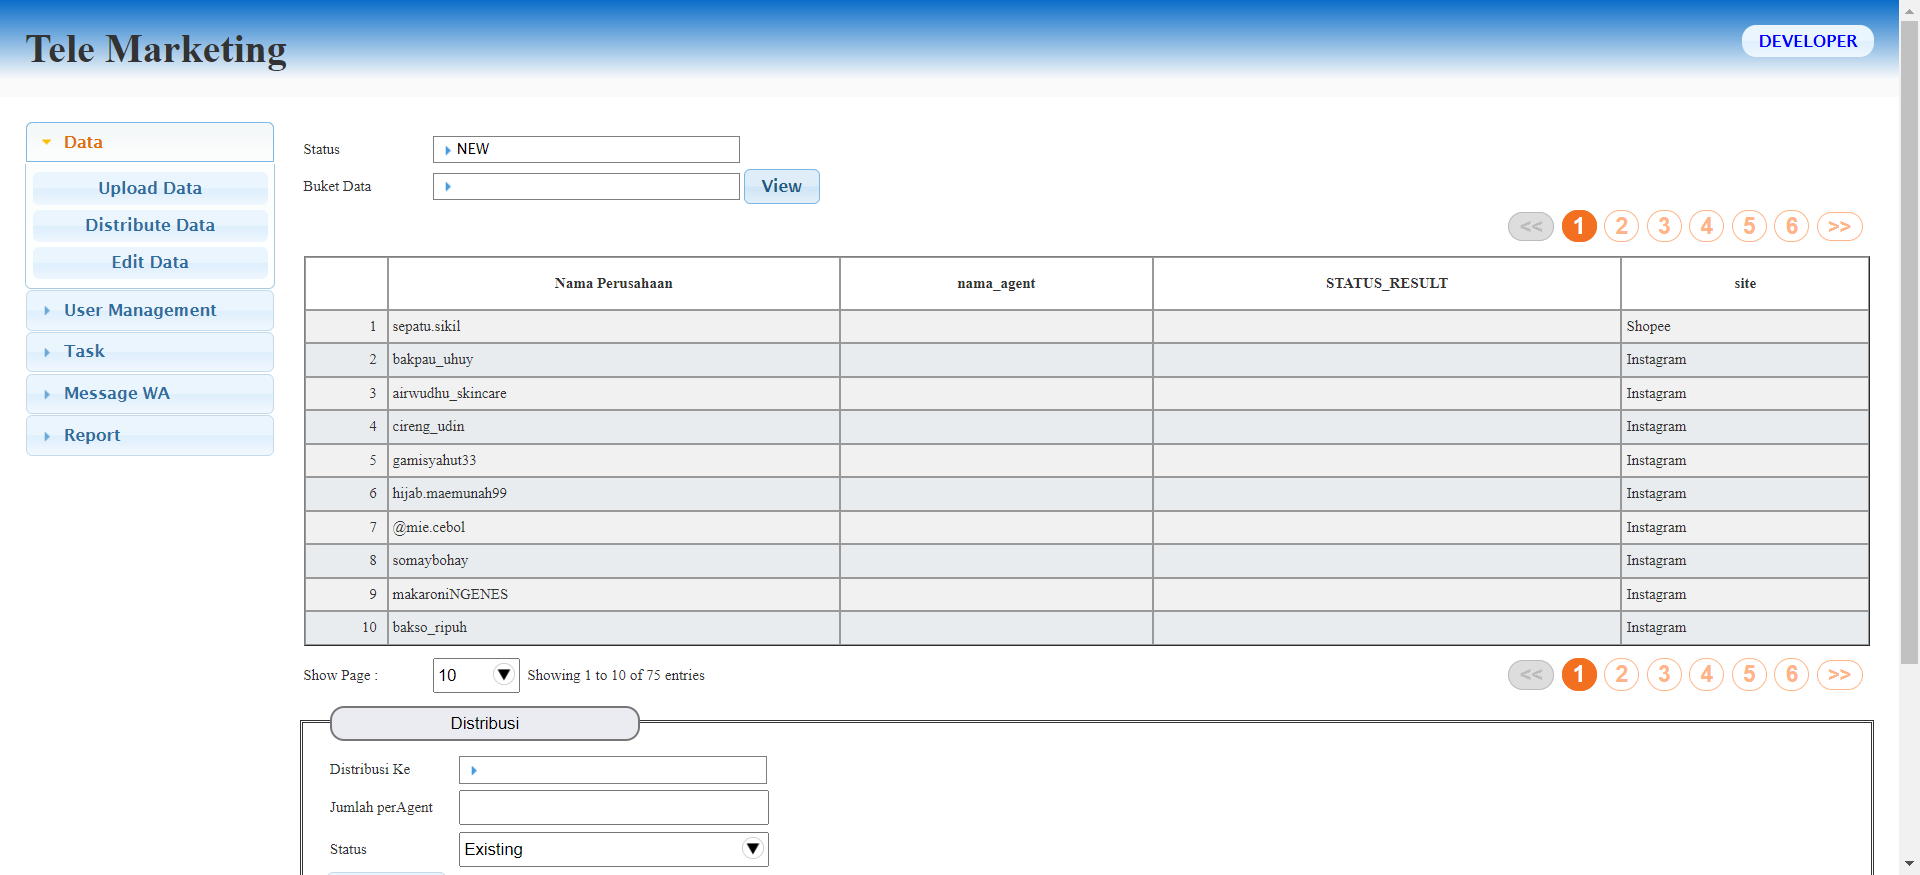 Tele Marketing
DEVELOPER
Data
Upload Data
Distribute Data
Edit Data
User Management
Task
Message WA
Report
Status NEW
Buket Data View
<< 1 2 3 4 5 6 >>
Nama Perusahaan nama_agent STATUS_RESULT site
1 sepatu.sikil Shopee
2 bakpau_uhuy Instagram
3 airwudhu_skincare Instagram
4 cireng_udin Instagram
5 gamisyahut33 Instagram
6 hijab.maemunah99 Instagram
7 @mie.cebol Instagram
8 somaybohay Instagram
9 makaroniNGENES Instagram
10 bakso_ripuh Instagram
Show Page : 10 Showing 1 to 10 of 75 entries
<< 1 2 3 4 5 6 >>
Distribusi
Distribusi Ke
Jumlah perAgent
Status Existing